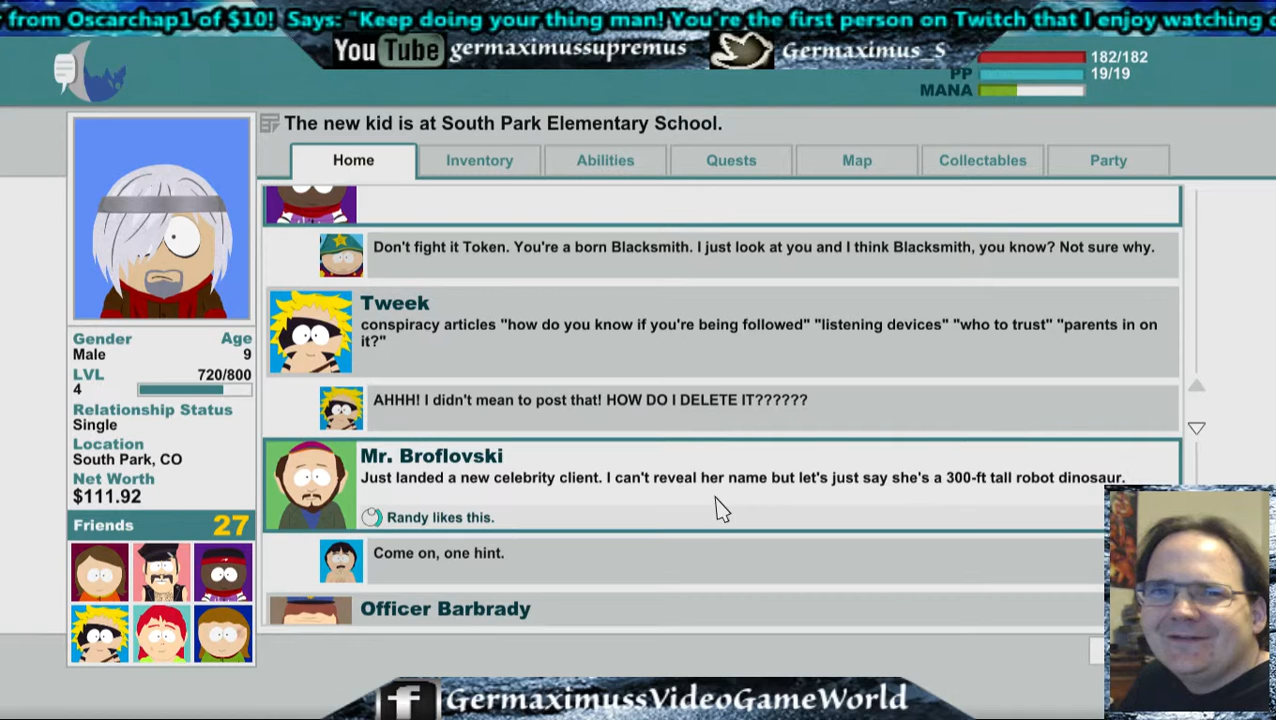 from Oscarchap1 of $10! Says: "Keep doing your thing man! You're the first person on Twitch that I enjoy watching
You Tube germaximussupremus Germaximus_S
182/182
PP 19/19
MANA
The new kid is at South Park Elementary School.
Home Inventory Abilities Quests Map Collectables Party
Don't fight it Token. You're a born Blacksmith. I just look at you and I think Blacksmith, you know? Not sure why.
Tweek
conspiracy articles "how do you know if you're being followed" "listening devices" "who to trust" "parents in on
it?"
AHHH! I didn't mean to post that! HOW DO I DELETE IT??????
Mr. Broflovski
Just landed a new celebrity client. I can't reveal her name but let's just say she's a 300-ft tall robot dinosaur.
Randy likes this.
Come on, one hint.
Officer Barbrady
Gender Age
Male 9
LVL 720/800
4
Relationship Status
Single
Location
South Park, CO
Net Worth
$111.92
Friends 27
f GermaximussVideoGameWorld